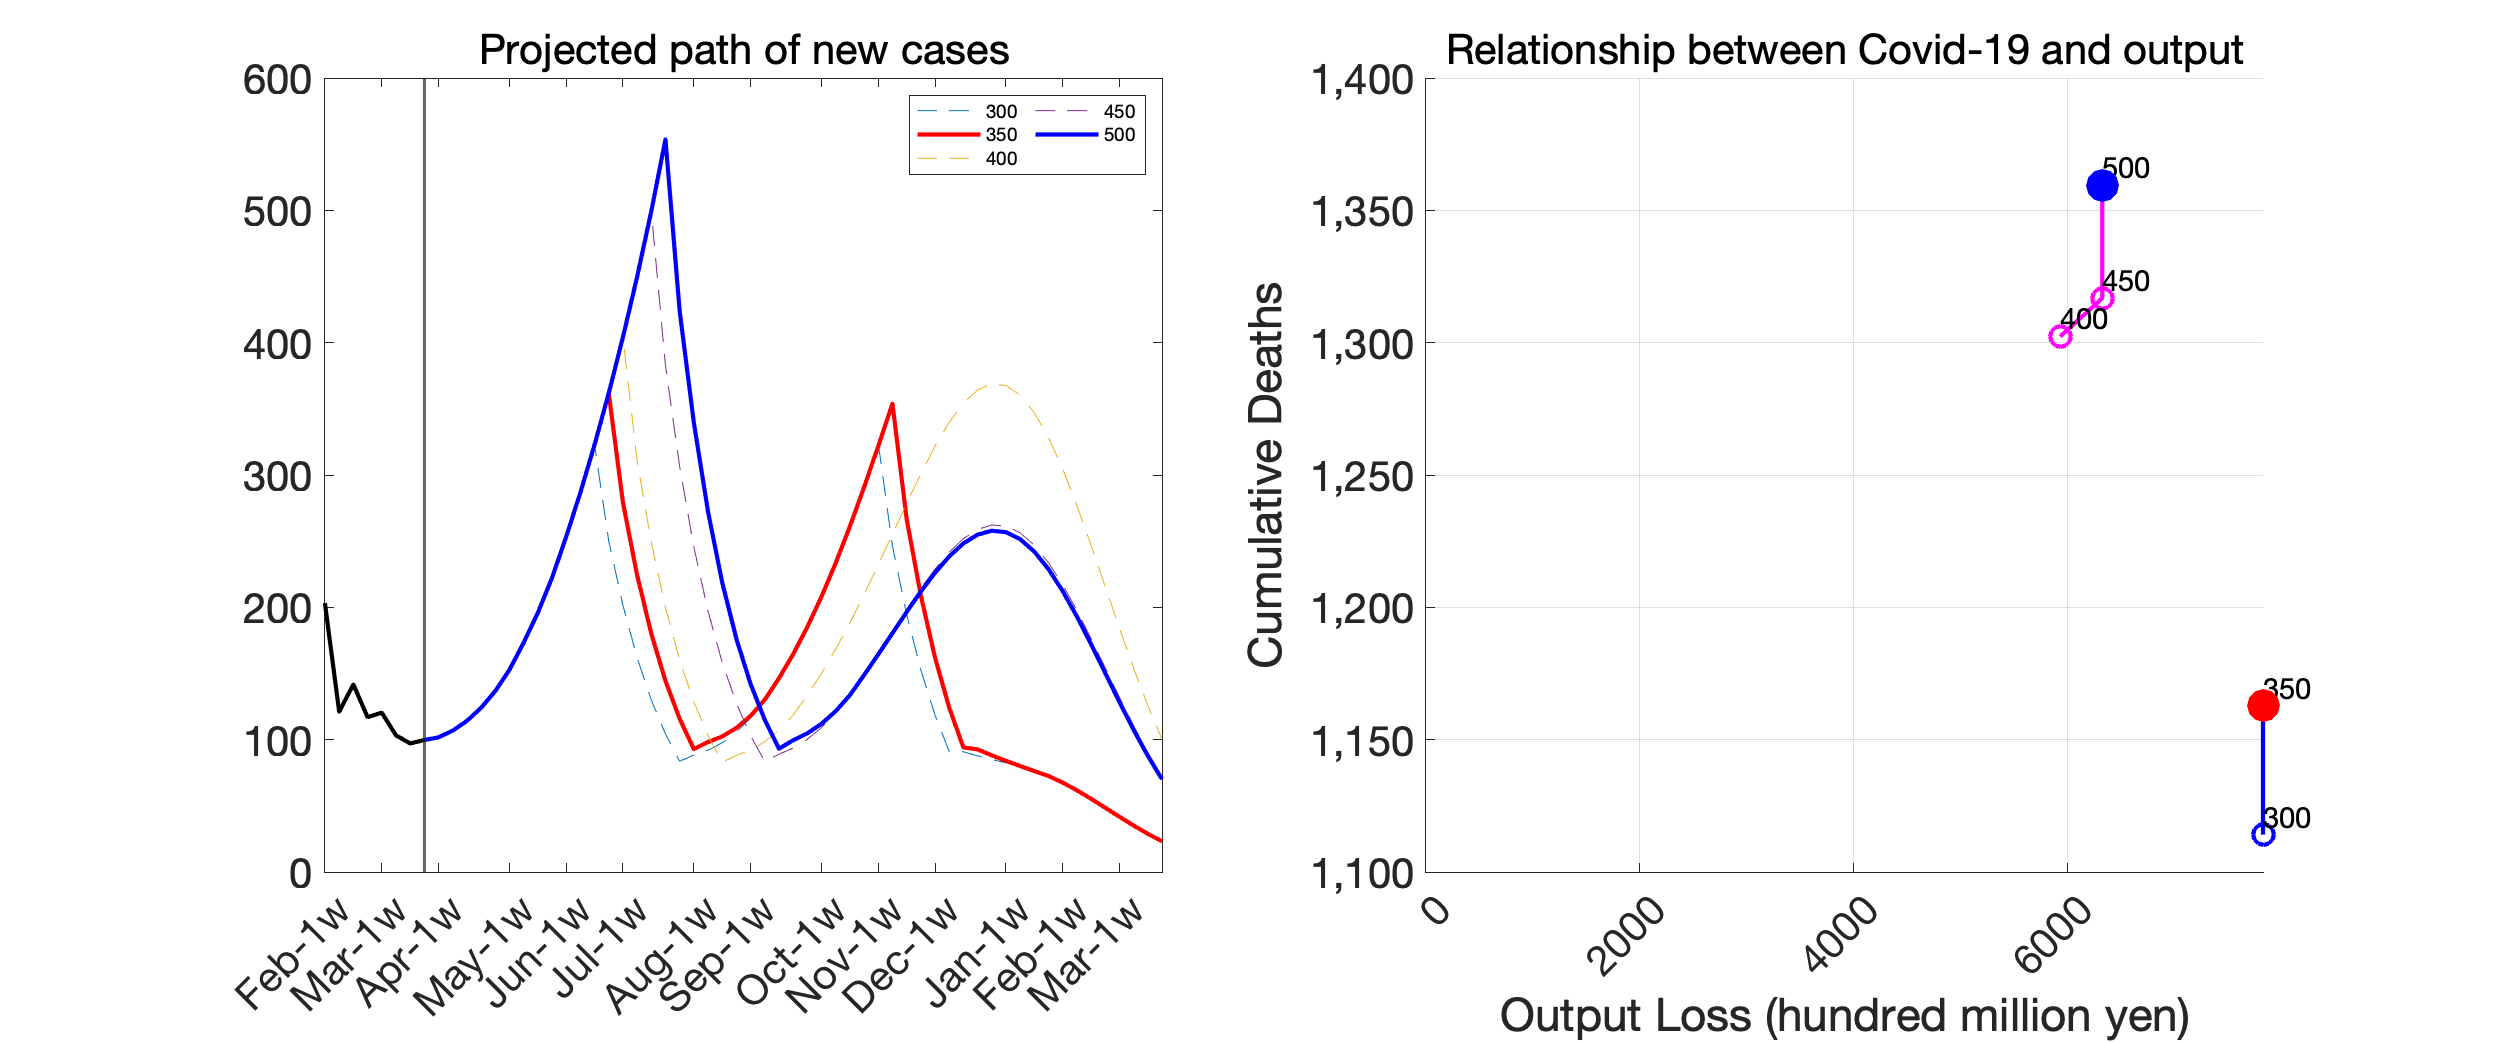 Projected path of new cases
600
500
400
300
200
100
0
300
450
350
500
400
Feb-1w
Mar-1w
Apr-1w
May-1w
Jun-1w
Jul-1w
Aug-1w
Sep-1w
Oct-1w
Nov-1w
Dec-1w
Jan-1w
Feb-1w
Mar-1w
Relationship between Covid-19 and output
Cumulative Deaths
1,400
1,350
1,300
1,250
1,200
1,150
1,100
500
450
400
350
300
0
2000
4000
6000
Output Loss (hundred million yen)